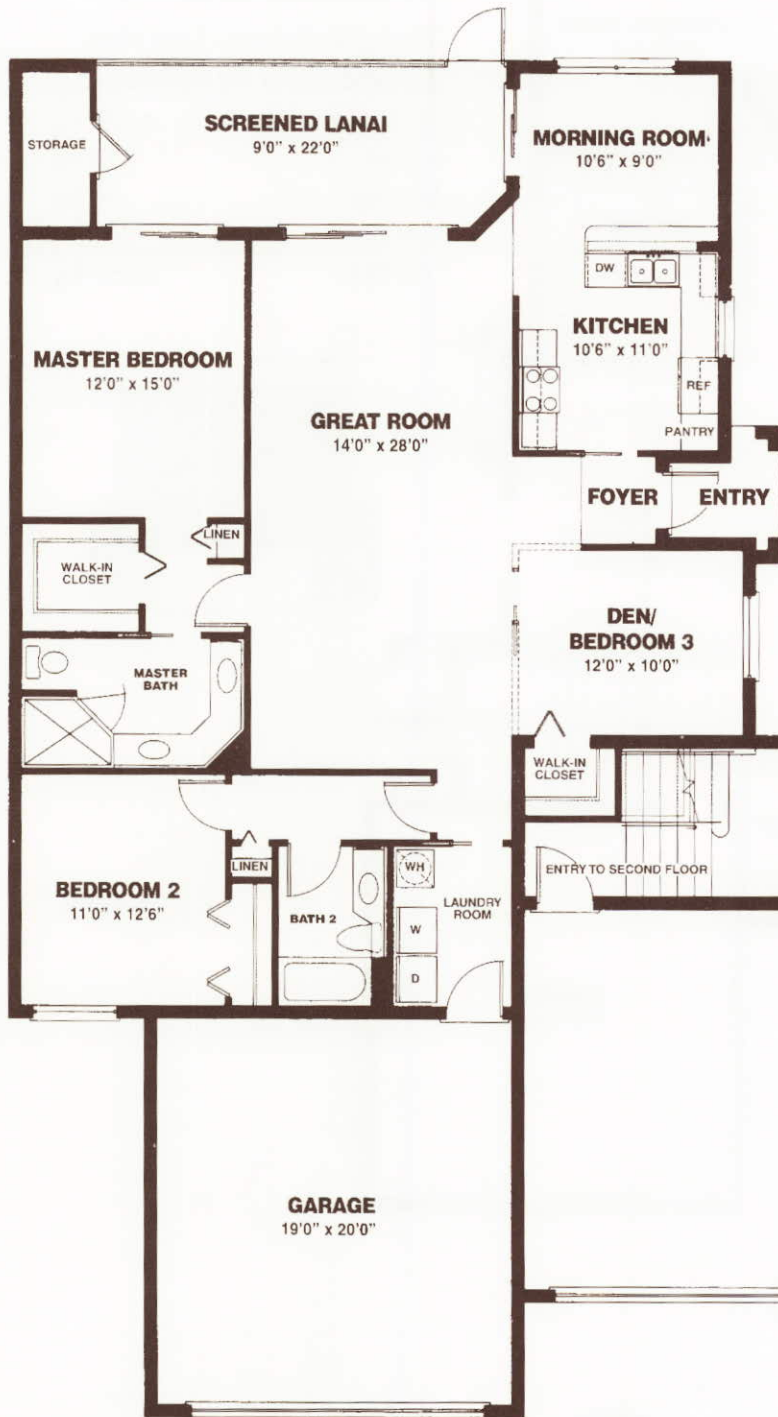 SCREENED LANAI
9'0" x 22'0"
STORAGE
MORNING ROOM
10'6" x 9'0"
DW
KITCHEN
10'6" x 11'0"
REF
PANTRY
MASTER BEDROOM
12'0" x 15'0"
GREAT ROOM
14'0" x 28'0"
FOYER
ENTRY
LINEN
WALK-IN
CLOSET
DEN/
BEDROOM 3
12'0" x 10'0"
MASTER
BATH
WALK-IN
CLOSET
LINEN
WH
ENTRY TO SECOND FLOOR
BEDROOM 2
11'0" x 12'6"
BATH 2
LAUNDRY
ROOM
W
D
GARAGE
19'0" x 20'0"